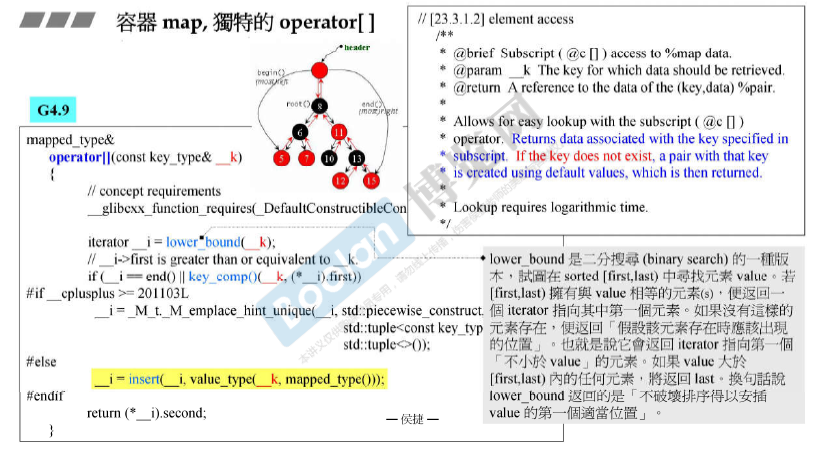 容器 map, 獨特的 operator[ ]
header
begin()
(most)left
root()
end()
(most)right
8
6
11
5
7
10
13
12
15
G4.9
mapped_type&
operator[](const key_type& __k)
{
// concept requirements
__glibcxx_function_requires(_DefaultConstructibleCon
iterator __i = lower_bound(__k);
// __i->first is greater than or equivalent to __k.
if (__i == end() || key_comp()(__k, (*__i).first))
#if __cplusplus >= 201103L
__i = _M_t._M_emplace_hint_unique(__i, std::piecewise_construct,
std::tuple<const key_typ
std::tuple<>());
#else
__i = insert(__i, value_type(__k, mapped_type()));
#endif
return (*__i).second;
}
— 侯捷 —
// [23.3.1.2] element access
/**
* @brief Subscript ( @c [] ) access to %map data.
* @param __k The key for which data should be retrieved.
* @return A reference to the data of the (key,data) %pair.
*
* Allows for easy lookup with the subscript ( @c [] )
* operator. Returns data associated with the key specified in
* subscript. If the key does not exist, a pair with that key
* is created using default values, which is then returned.
*
* Lookup requires logarithmic time.
*/
lower_bound 是二分搜尋 (binary search) 的一種版
本，試圖在 sorted [first,last) 中尋找元素 value。若
[first,last) 擁有與 value 相等的元素(s)，便返回一
個 iterator 指向其中第一個元素。如果沒有這樣的
元素存在，便返回「假設該元素存在時應該出現
的位置」。也就是說它會返回 iterator 指向第一個
「不小於 value」的元素。如果 value 大於
[first,last) 內的任何元素，將返回 last。換句話說
lower_bound 返回的是「不破壞排序得以安插
value 的第一個適當位置」。
Boolan 博览网